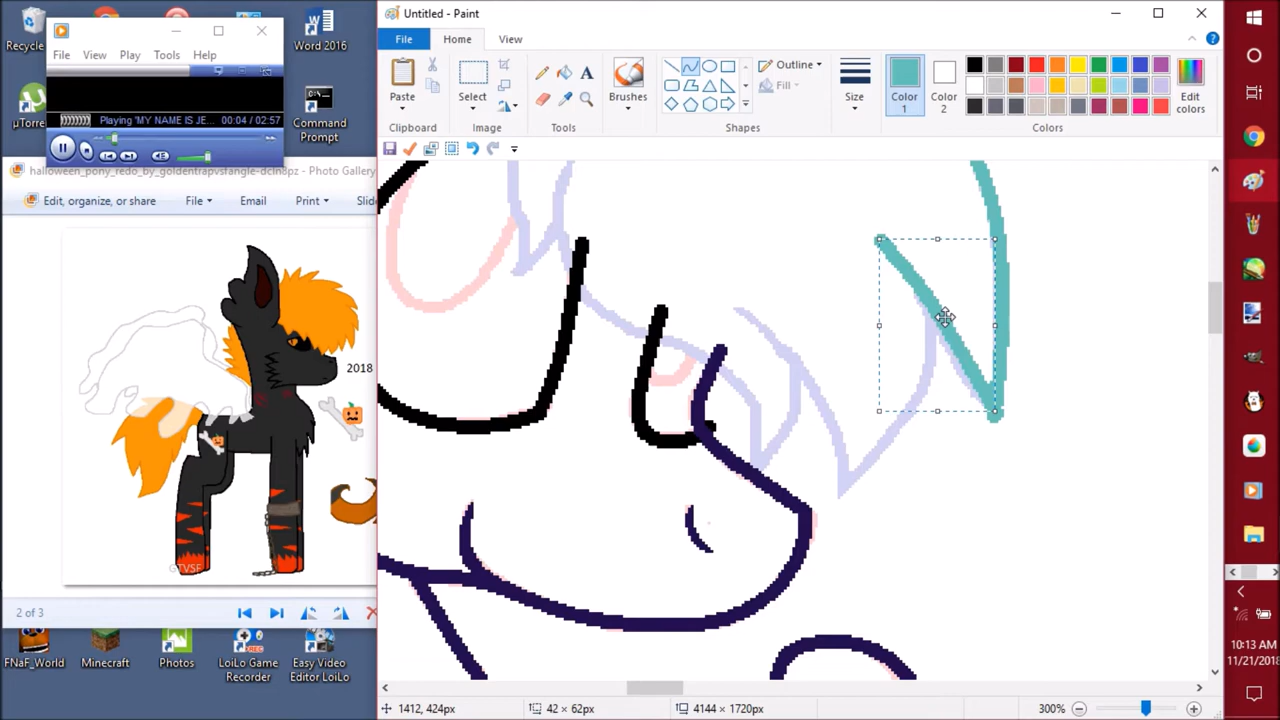 Recycle
Word 2016
µTorrent
Command
Prompt
File View Play Tools Help
Playing 'MY NAME IS JE... 00:04 / 02:57
Edit, organize, or share File Email Print Slide
2018
GTVSF
2 of 3
FNaF_World
Minecraft
Photos
LoiLo Game
Recorder
Easy Video
Editor LoiLo
Untitled - Paint
File Home View
Paste
Select
A
Brushes
Outline
Fill
Size
Color
1
Color
2
Edit
colors
Clipboard Image Tools Shapes Colors
1412, 424px 42 × 62px 4144 × 1720px 300%
10:13 AM
11/21/2018